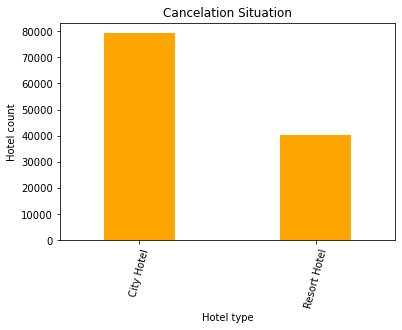 Cancelation Situation
80000
70000
60000
50000
40000
30000
20000
10000
0
Hotel count
City Hotel
Resort Hotel
Hotel type